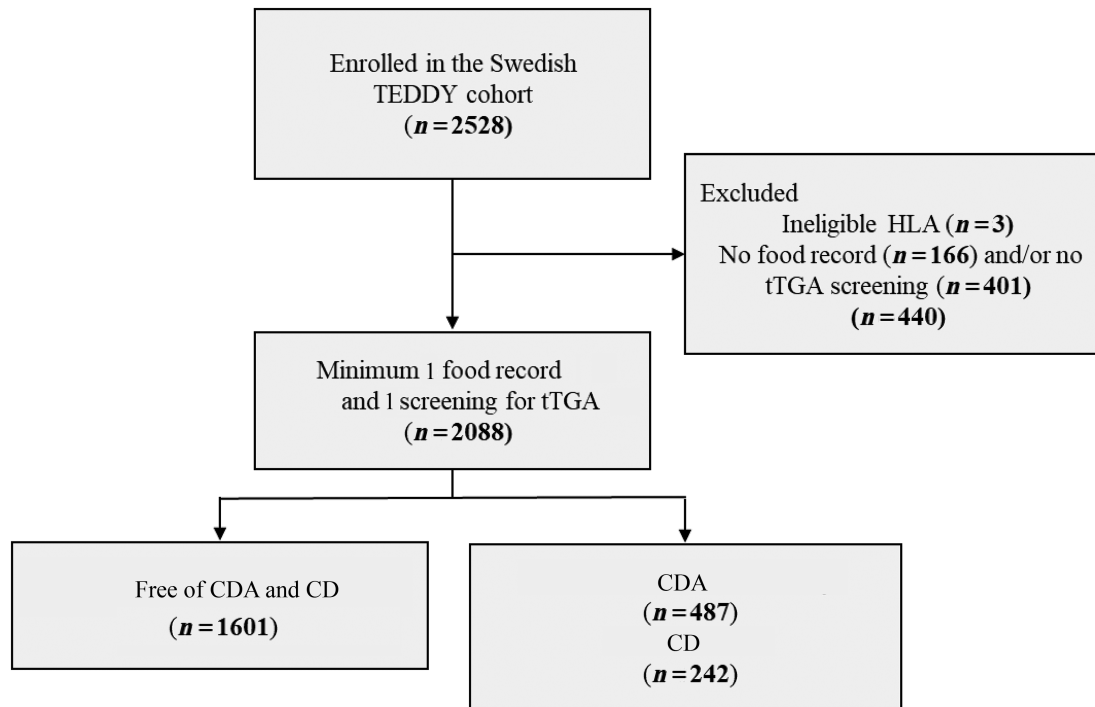 Enrolled in the Swedish
TEDDY cohort
(n = 2528)
Excluded
Ineligible HLA (n = 3)
No food record (n = 166) and/or no
tTGA screening (n = 401)
(n = 440)
Minimum 1 food record
and 1 screening for tTGA
(n = 2088)
Free of CDA and CD
(n = 1601)
CDA
(n = 487)
CD
(n = 242)